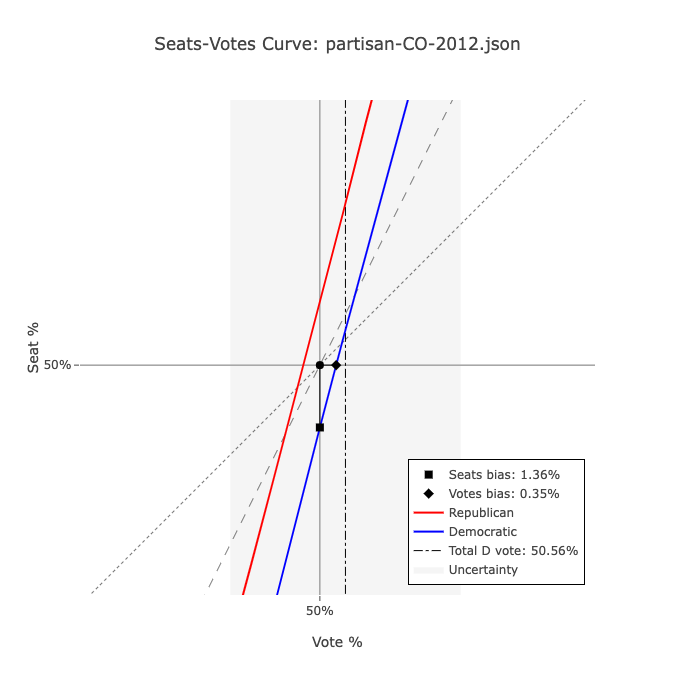 Seats-Votes Curve: partisan-CO-2012.json
Seat %
50%
Seats bias: 1.36%
Votes bias: 0.35%
Republican
Democratic
Total D vote: 50.56%
Uncertainty
50%
Vote %